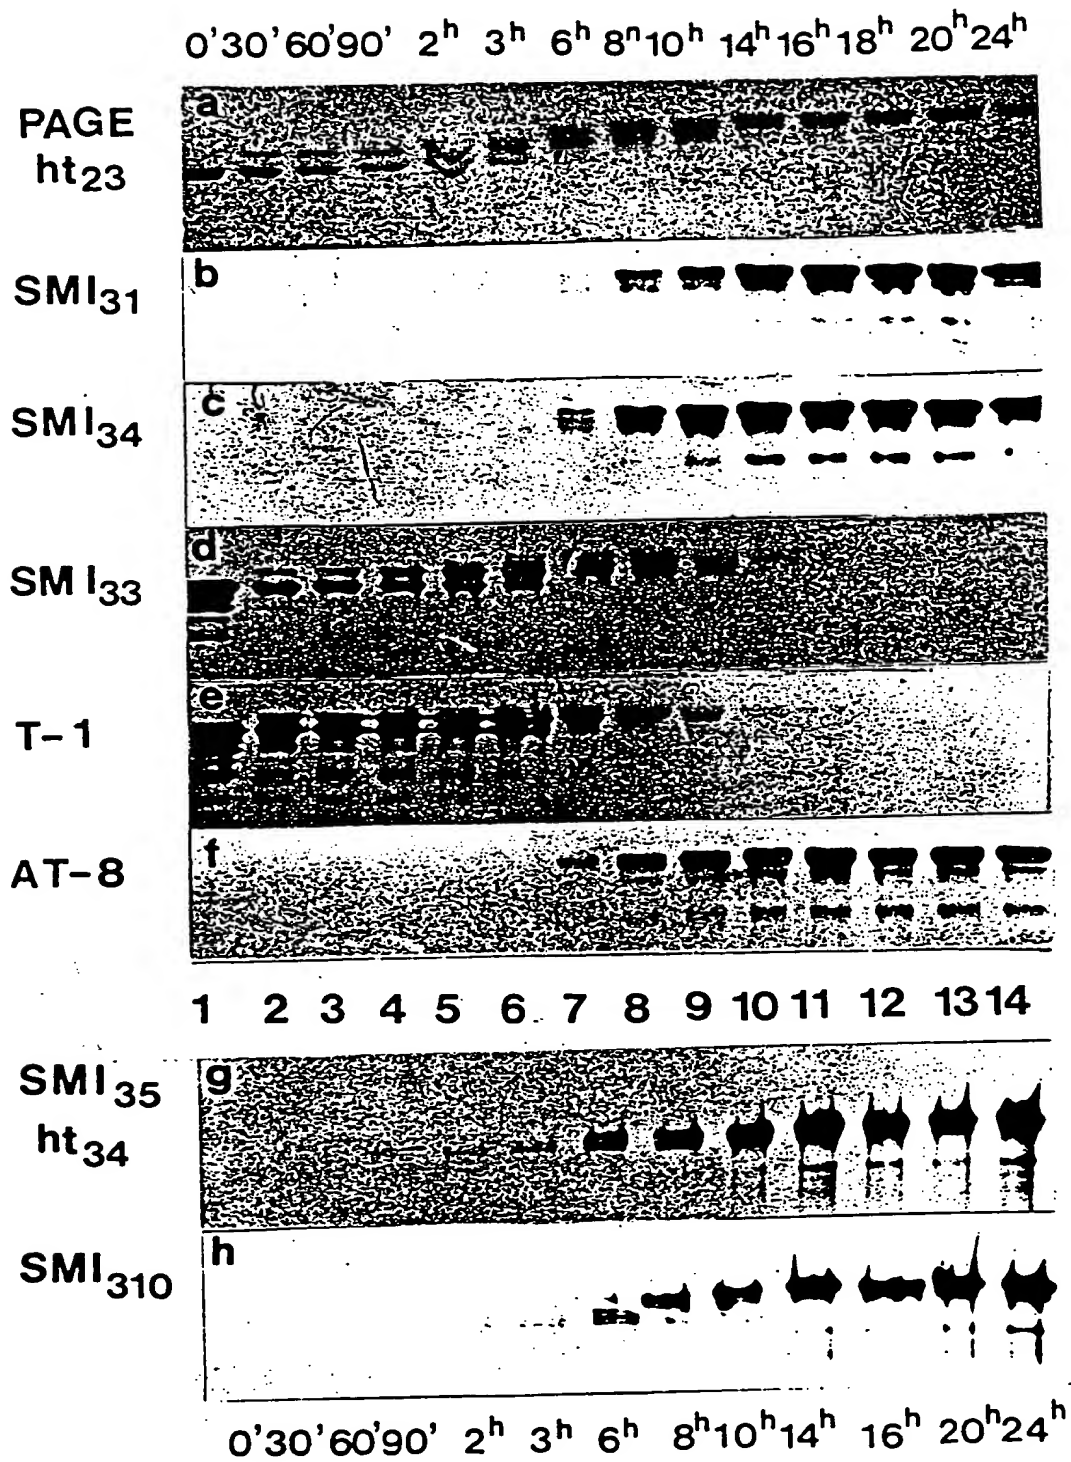 0' 30' 60' 90' 2h 3h 6h 8h 10h 14h 16h 18h 20h 24h
a
PAGE
ht23
b
SMI31
c
SMI34
d
SMI33
e
T-1
f
AT-8
1 2 3 4 5 6 7 8 9 10 11 12 13 14
g
SMI35
ht34
h
SMI310
0' 30' 60' 90' 2h 3h 6h 8h 10h 14h 16h 20h 24h